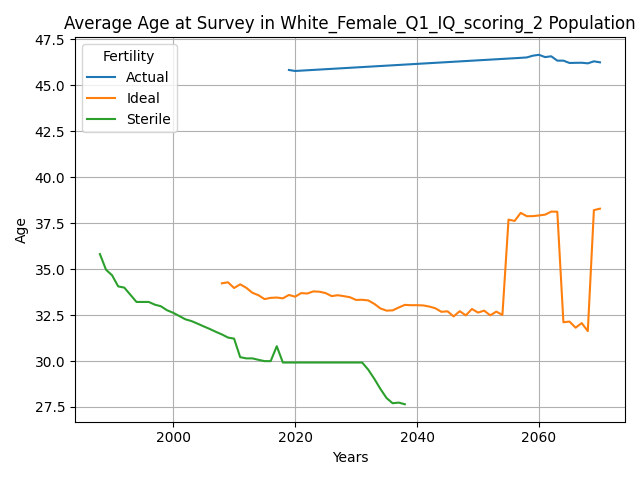 Average Age at Survey in White_Female_Q1_IQ_scoring_2 Population
Fertility
Actual
Ideal
Sterile
47.5
45.0
42.5
40.0
37.5
35.0
32.5
30.0
27.5
Age
2000
2020
2040
2060
Years